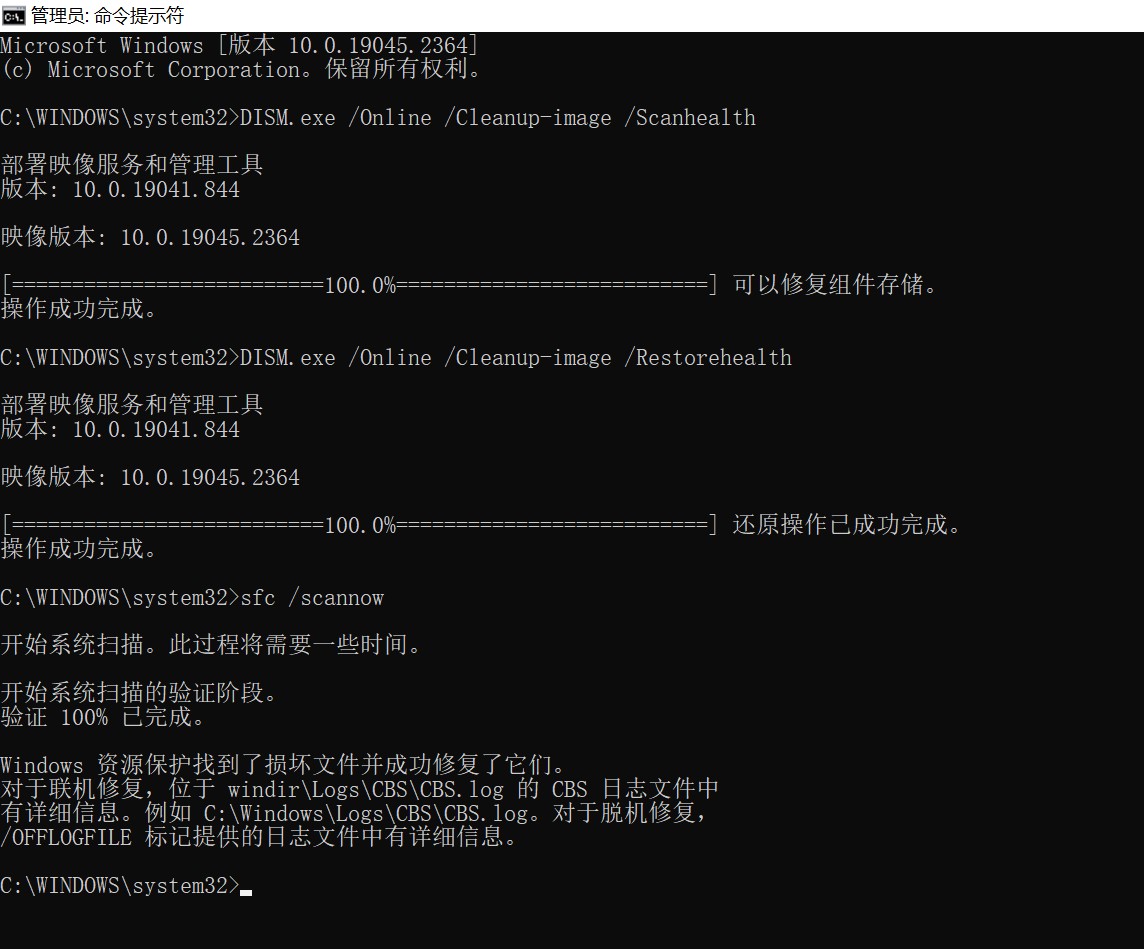 管理员: 命令提示符
Microsoft Windows [版本 10.0.19045.2364]
(c) Microsoft Corporation。保留所有权利。
C:\WINDOWS\system32>DISM.exe /Online /Cleanup-image /Scanhealth
部署映像服务和管理工具
版本: 10.0.19041.844
映像版本: 10.0.19045.2364
[==========================100.0%==========================] 可以修复组件存储。
操作成功完成。
C:\WINDOWS\system32>DISM.exe /Online /Cleanup-image /Restorehealth
部署映像服务和管理工具
版本: 10.0.19041.844
映像版本: 10.0.19045.2364
[==========================100.0%==========================] 还原操作已成功完成。
操作成功完成。
C:\WINDOWS\system32>sfc /scannow
开始系统扫描。此过程将需要一些时间。
开始系统扫描的验证阶段。
验证 100% 已完成。
Windows 资源保护找到了损坏文件并成功修复了它们。
对于联机修复，位于 windir\Logs\CBS\CBS.log 的 CBS 日志文件中
有详细信息。例如 C:\Windows\Logs\CBS\CBS.log。对于脱机修复，
/OFFLOGFILE 标记提供的日志文件中有详细信息。
C:\WINDOWS\system32>